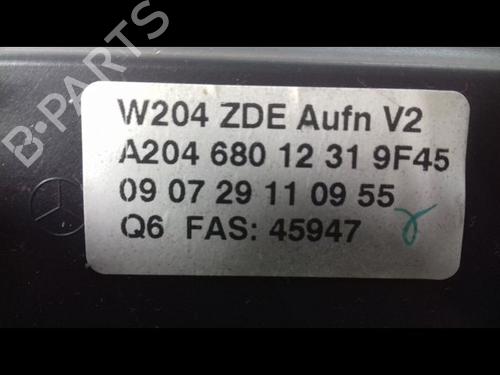 B-PARTS
W204 ZDE Aufn V2
A204 680 12 31 9F45
09 07 29 11 09 55
Q6 FAS: 45947